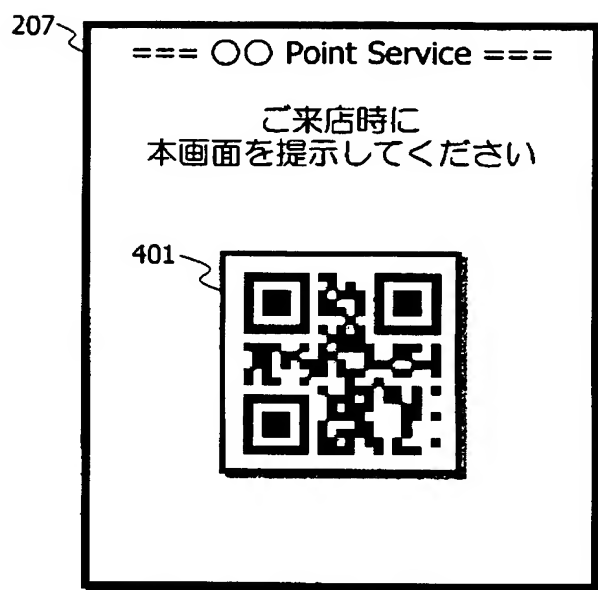 207
=== ○○ Point Service ===
ご来店時に
本画面を提示してください
401